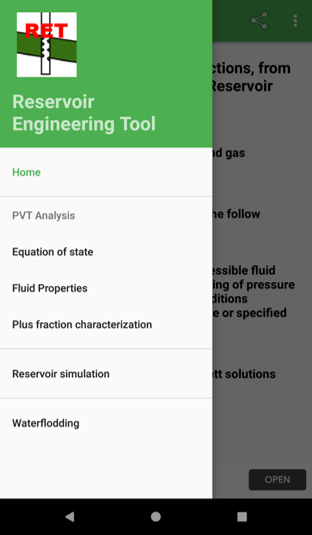 RET
Reservoir
Engineering Tool
Home
PVT Analysis
Equation of state
Fluid Properties
Plus fraction characterization
Reservoir simulation
Waterflodding
ctions, from
Reservoir
nd gas
he follow
essible fluid
ing of pressure
ditions
e or specified
ett solutions
OPEN